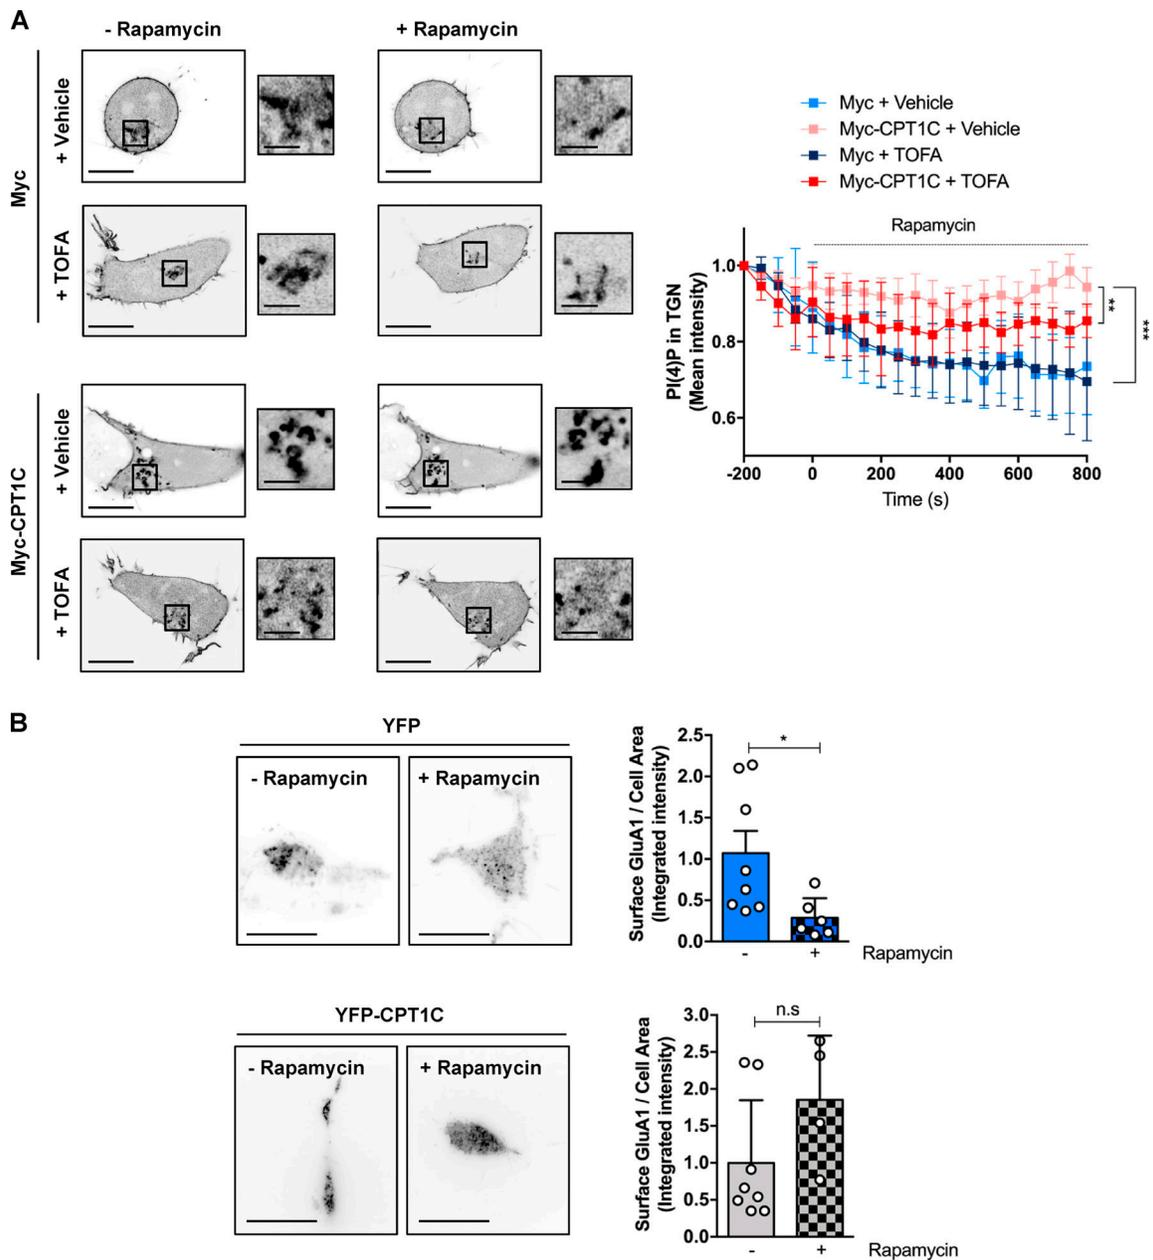 A
- Rapamycin
+ Rapamycin
Myc
+ Vehicle
+ TOFA
Myc-CPT1C
+ Vehicle
+ TOFA
Myc + Vehicle
Myc-CPT1C + Vehicle
Myc + TOFA
Myc-CPT1C + TOFA
Rapamycin
PI(4)P in TGN
(Mean intensity)
1.0
0.8
0.6
-200
0
200
400
600
800
Time (s)
**
***
B
YFP
- Rapamycin
+ Rapamycin
Surface GluA1 / Cell Area
(Integrated intensity)
2.5
2.0
1.5
1.0
0.5
0.0
*
-
+
Rapamycin
YFP-CPT1C
- Rapamycin
+ Rapamycin
Surface GluA1 / Cell Area
(Integrated intensity)
3.0
2.5
2.0
1.5
1.0
0.5
0.0
n.s
-
+
Rapamycin